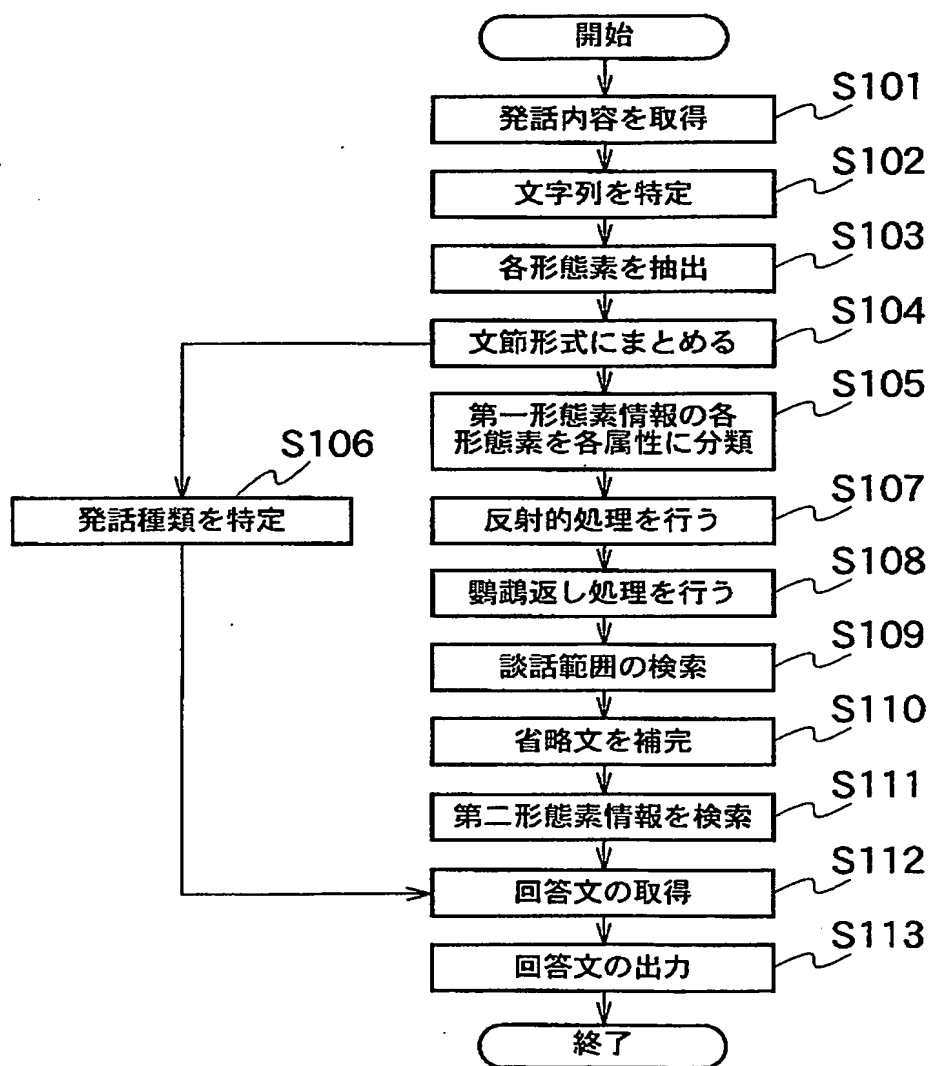 開始
S101
発話内容を取得
S102
文字列を特定
S103
各形態素を抽出
S104
文節形式にまとめる
S105
第一形態素情報の各
形態素を各属性に分類
S106
発話種類を特定
S107
反射的処理を行う
S108
鸚鵡返し処理を行う
S109
談話範囲の検索
S110
省略文を補完
S111
第二形態素情報を検索
S112
回答文の取得
S113
回答文の出力
終了